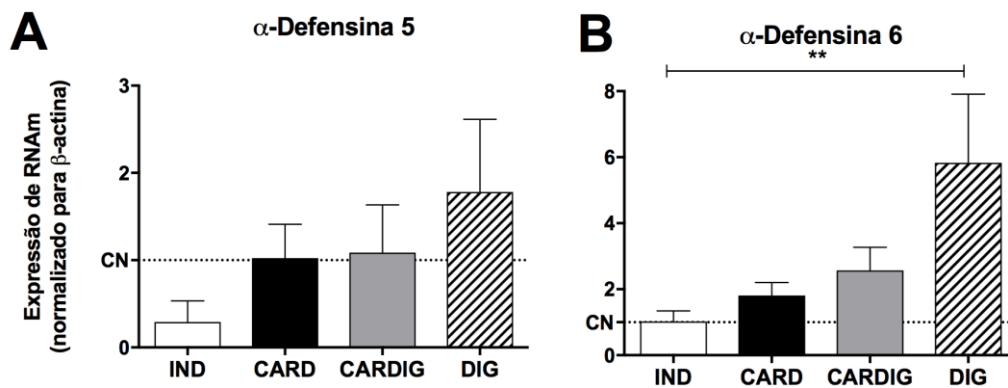 A
α-Defensina 5
Expressão de RNAm
(normalizado para β-actina)
3
2
CN
0
IND CARD CARDIG DIG
B
α-Defensina 6
**
8
6
4
2
CN
0
IND CARD CARDIG DIG